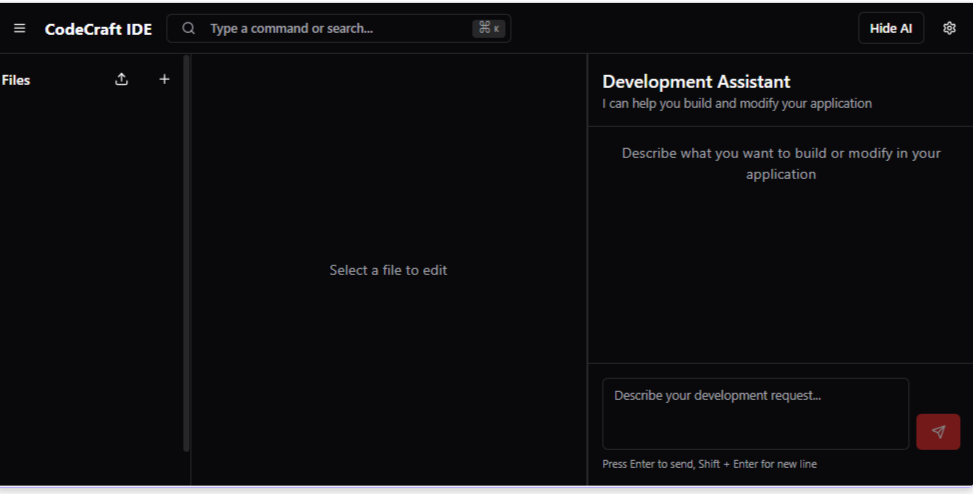 CodeCraft IDE
Type a command or search...
⌘ K
Hide AI
Files
Select a file to edit
Development Assistant
I can help you build and modify your application
Describe what you want to build or modify in your
application
Describe your development request...
Press Enter to send, Shift + Enter for new line